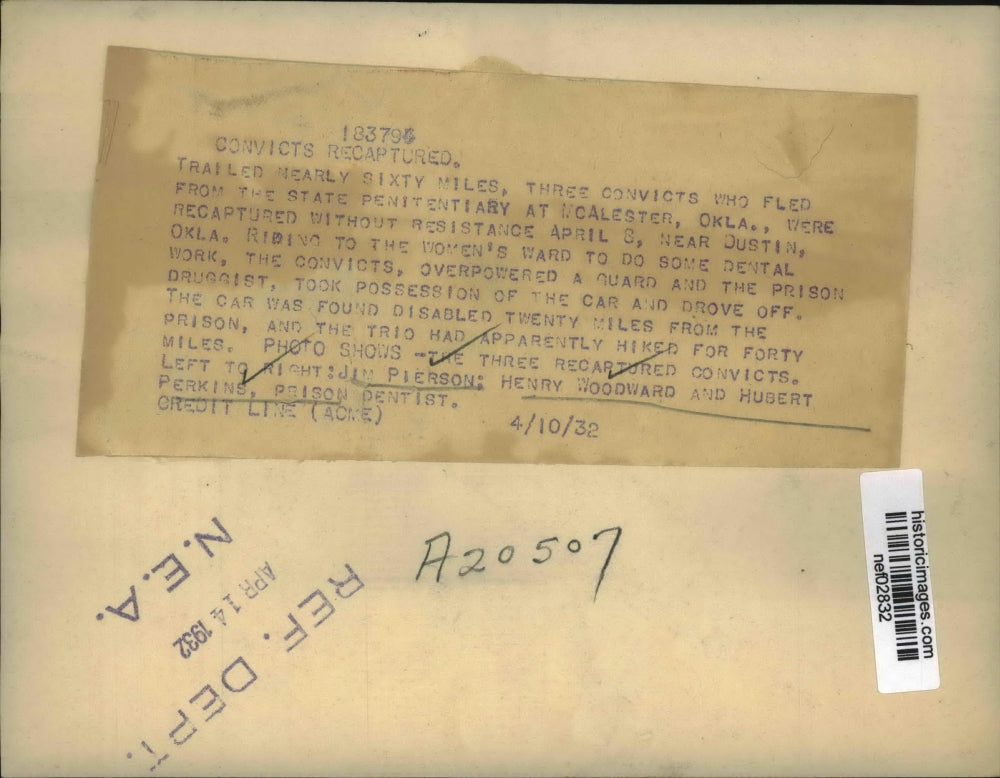 183796
CONVICTS RECAPTURED.
TRAILED NEARLY SIXTY MILES, THREE CONVICTS WHO FLED
FROM THE STATE PENITENTIARY AT MCALESTER, OKLA., WERE
RECAPTURED WITHOUT RESISTANCE APRIL 8, NEAR DUSTIN,
OKLA. RIDING TO THE WOMEN'S WARD TO DO SOME DENTAL
WORK, THE CONVICTS, OVERPOWERED A GUARD AND THE PRISON
DRUGGIST, TOOK POSSESSION OF THE CAR AND DROVE OFF.
THE CAR WAS FOUND DISABLED TWENTY MILES FROM THE
PRISON, AND THE TRIO HAD APPARENTLY HIKED FOR FORTY
MILES. PHOTO SHOWS -THE THREE RECAPTURED CONVICTS.
LEFT TO RIGHT:JIM PIERSON; HENRY WOODWARD AND HUBERT
PERKINS, PRISON DENTIST.
CREDIT LINE (ACME) 4/10/32
A20507
N.E.A.
APR 14 1932
REF. DEPT.
historicimages.com
nef02832